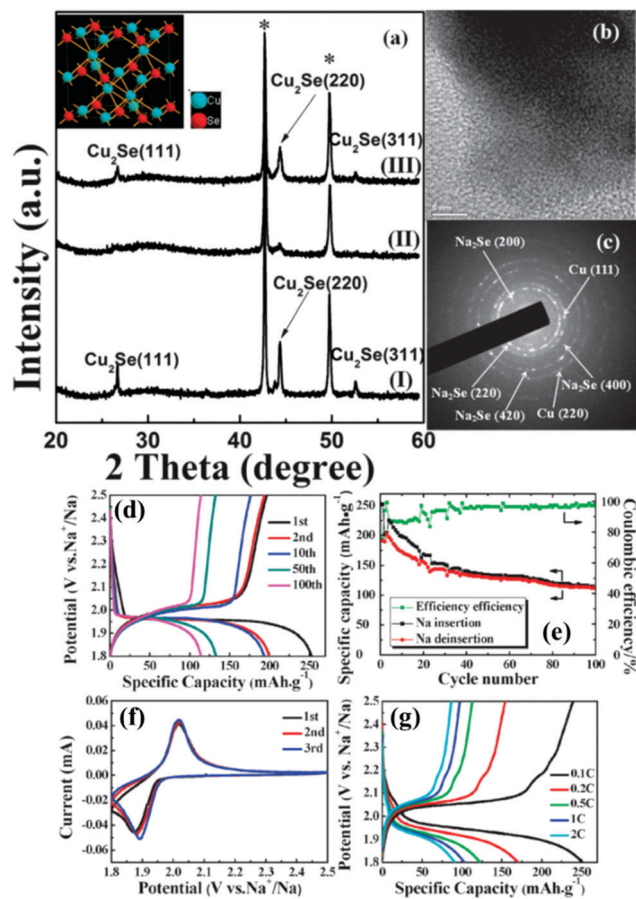 (a)
*
*
Cu
Se
Cu₂Se(220)
Cu₂Se(111)
Cu₂Se(311)
(III)
(II)
Cu₂Se(220)
Cu₂Se(111)
Cu₂Se(311)
(I)
Intensity (a.u.)
20 30 40 50 60
2 Theta (degree)
(b)
5 nm
(c)
Na₂Se (200)
Cu (111)
Na₂Se (220)
Na₂Se (400)
Na₂Se (420)
Cu (220)
(d)
1st
2nd
10th
50th
100th
2.5
2.4
2.3
2.2
2.1
2.0
1.9
1.8
Potential (V vs.Na⁺/Na)
0 50 100 150 200 250
Specific Capacity (mAh.g⁻¹)
250
200
150
100
50
0
Specific capacity (mAh•g⁻¹)
100
80
60
40
20
0
Coulombic efficiency/%
Efficiency efficiency
Na insertion
Na deinsertion
(e)
0 20 40 60 80 100
Cycle number
(f)
1st
2nd
3rd
0.06
0.04
0.02
0.00
-0.02
-0.04
-0.06
Current (mA)
1.8 1.9 2.0 2.1 2.2 2.3 2.4 2.5
Potential (V vs.Na⁺/Na)
(g)
0.1C
0.2C
0.5C
1C
2C
2.5
2.4
2.3
2.2
2.1
2.0
1.9
1.8
Potential (V vs. Na⁺/Na)
0 50 100 150 200 250
Specific Capacity (mAh.g⁻¹)